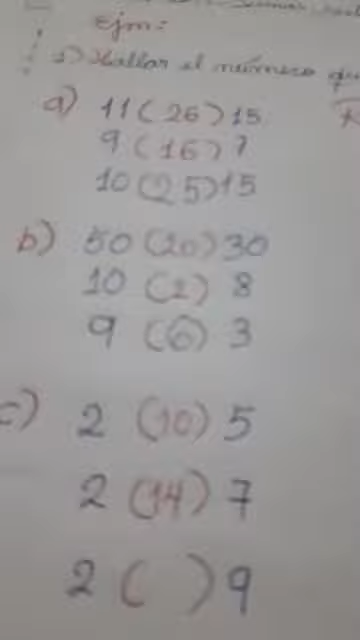 Ejm:
1) Hallar el número
a) 11 (26) 15
9 (16) 7
10 (25) 15
b) 50 (20) 30
10 (2) 8
9 (6) 3
c) 2 (10) 5
2 (14) 7
2 ( ) 9